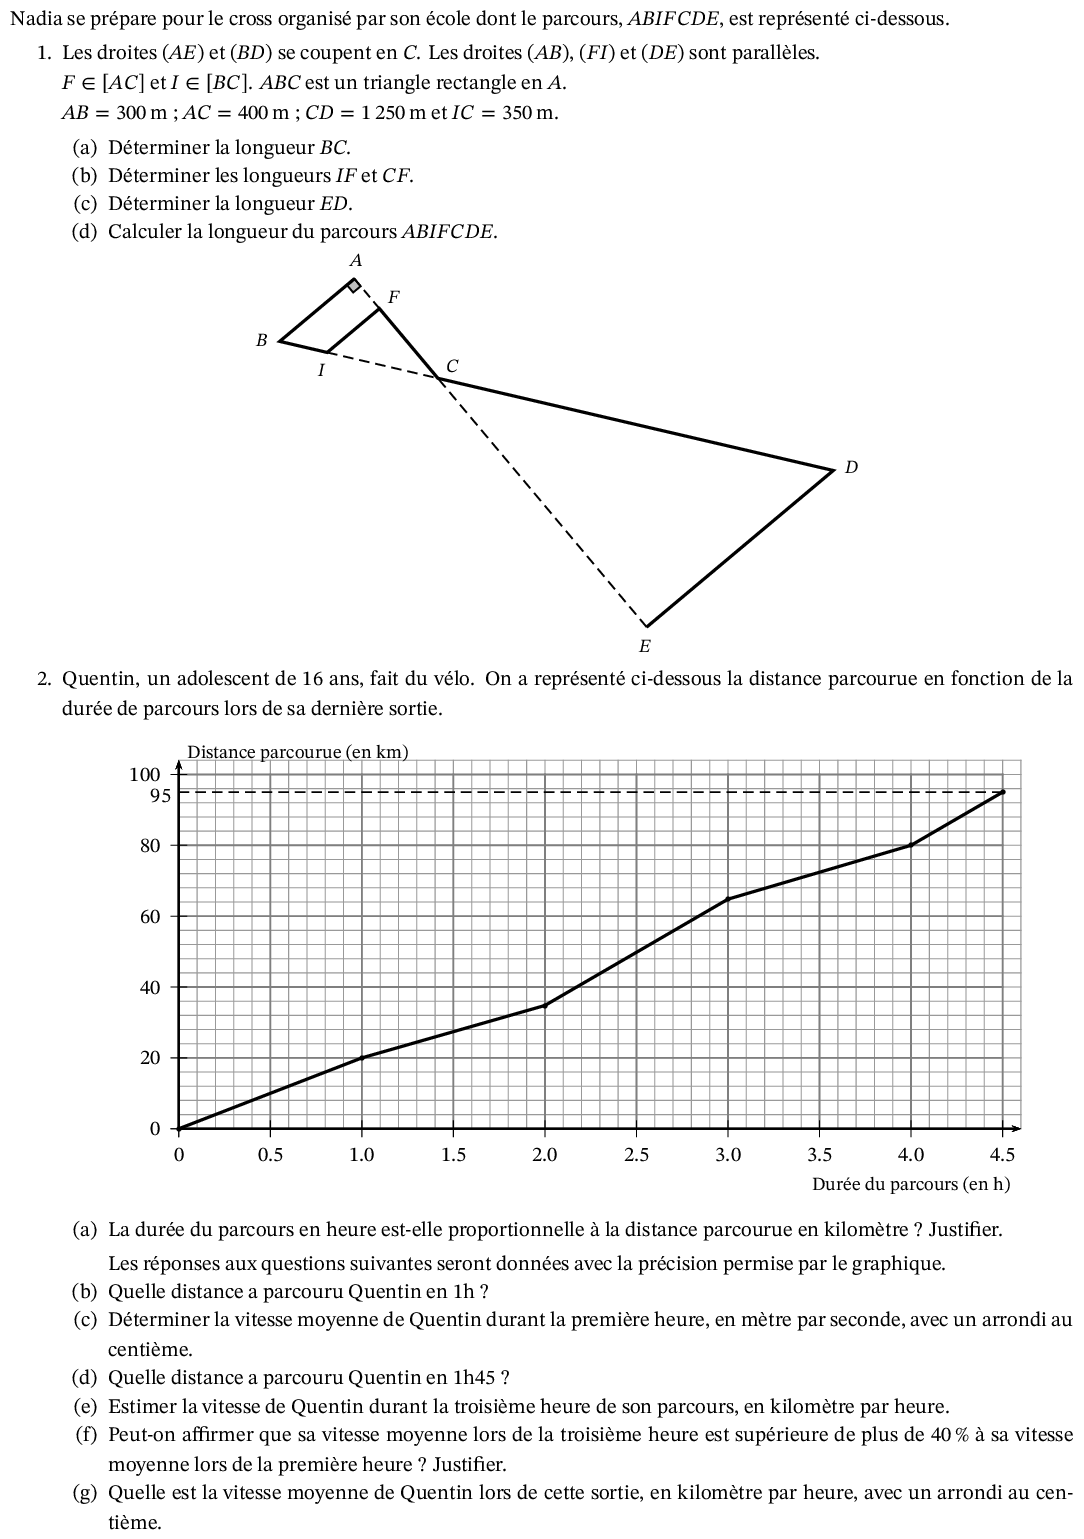 Nadia se prépare pour le cross organisé par son école dont le parcours, ABIFCDE, est représenté ci-dessous.
1. Les droites (AE) et (BD) se coupent en C. Les droites (AB), (FI) et (DE) sont parallèles.
F ∈ [AC] et I ∈ [BC]. ABC est un triangle rectangle en A.
AB = 300 m ; AC = 400 m ; CD = 1 250 m et IC = 350 m.
(a) Déterminer la longueur BC.
(b) Déterminer les longueurs IF et CF.
(c) Déterminer la longueur ED.
(d) Calculer la longueur du parcours ABIFCDE.
A
F
B
I
C
D
E
2. Quentin, un adolescent de 16 ans, fait du vélo. On a représenté ci-dessous la distance parcourue en fonction de la
durée de parcours lors de sa dernière sortie.
Distance parcourue (en km)
100
95
80
60
40
20
0
0 0.5 1.0 1.5 2.0 2.5 3.0 3.5 4.0 4.5
Durée du parcours (en h)
(a) La durée du parcours en heure est-elle proportionnelle à la distance parcourue en kilomètre ? Justifier.
Les réponses aux questions suivantes seront données avec la précision permise par le graphique.
(b) Quelle distance a parcouru Quentin en 1h ?
(c) Déterminer la vitesse moyenne de Quentin durant la première heure, en mètre par seconde, avec un arrondi au
centième.
(d) Quelle distance a parcouru Quentin en 1h45 ?
(e) Estimer la vitesse de Quentin durant la troisième heure de son parcours, en kilomètre par heure.
(f) Peut-on affirmer que sa vitesse moyenne lors de la troisième heure est supérieure de plus de 40 % à sa vitesse
moyenne lors de la première heure ? Justifier.
(g) Quelle est la vitesse moyenne de Quentin lors de cette sortie, en kilomètre par heure, avec un arrondi au cen-
tième.